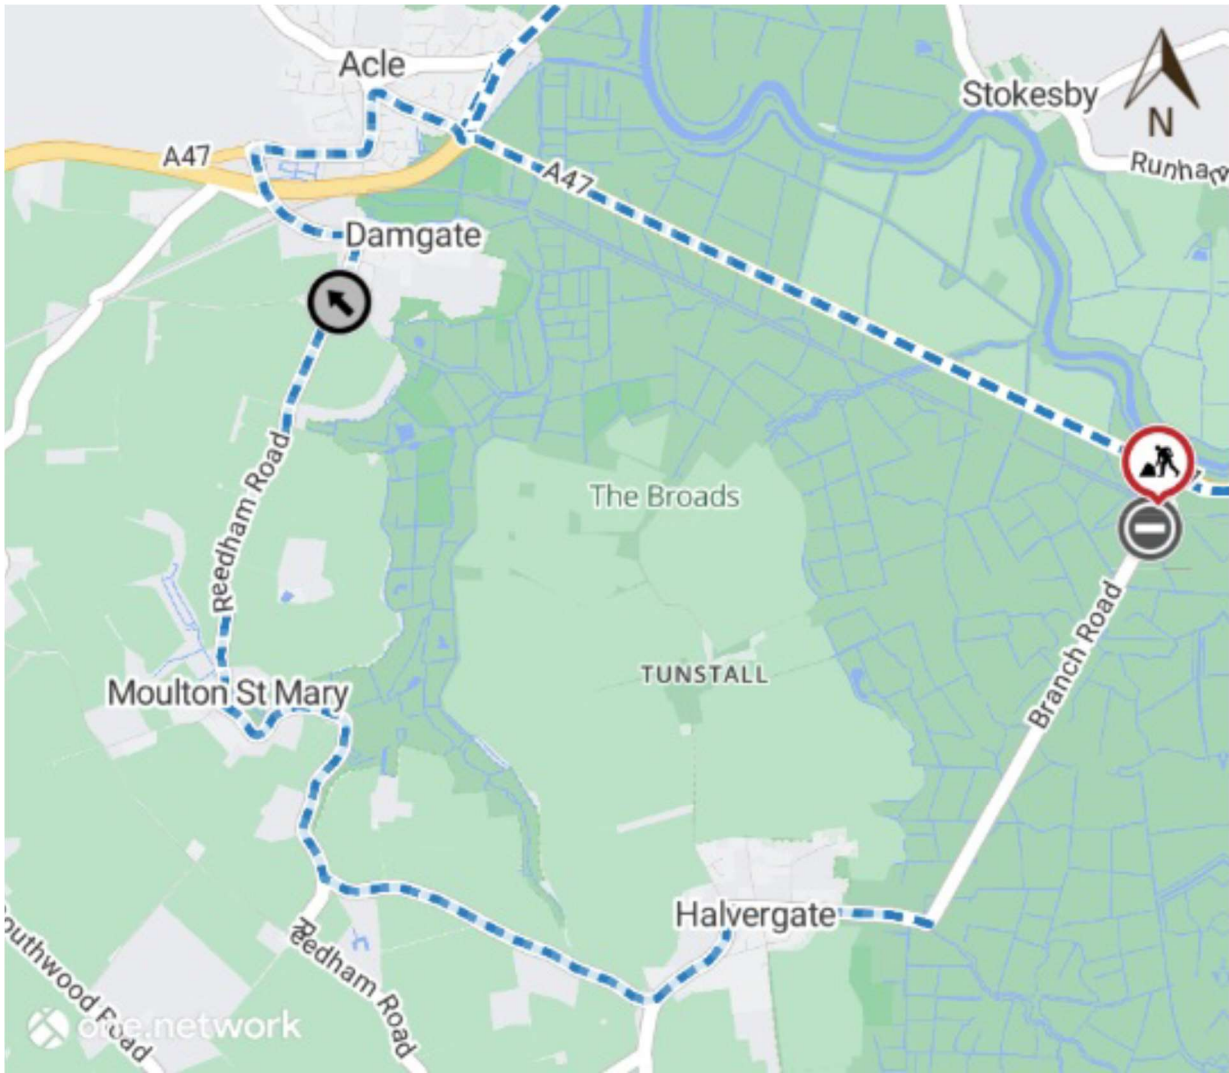 Acle
Stokesby
N
A47
Runha
A47
Damgate
Reedham Road
The Broads
TUNSTALL
Branch Road
Moulton St Mary
Halvergate
Reedham Road
outhwood Road
one.network